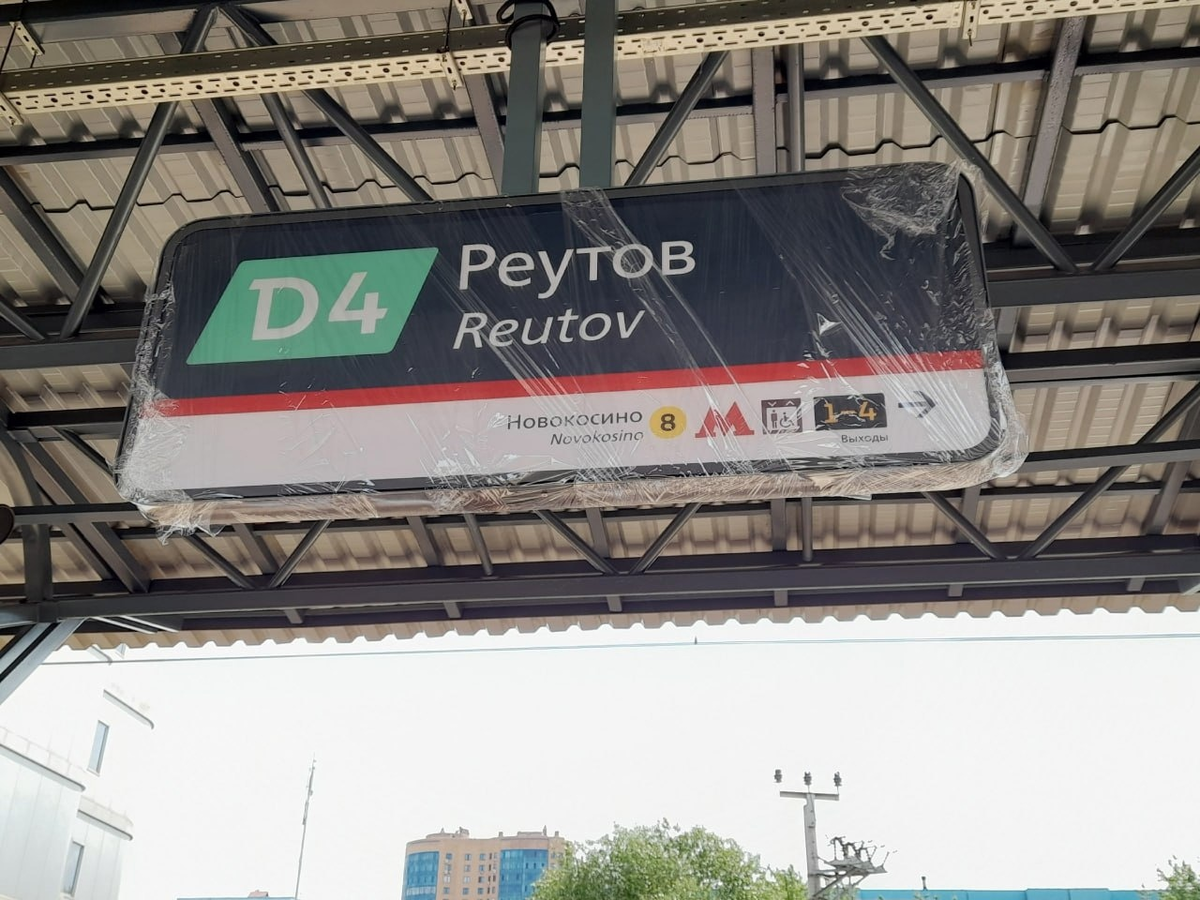 D4
Реутов
Reutov
Новокосино 8 М 1-4
Novokosino
Выходы